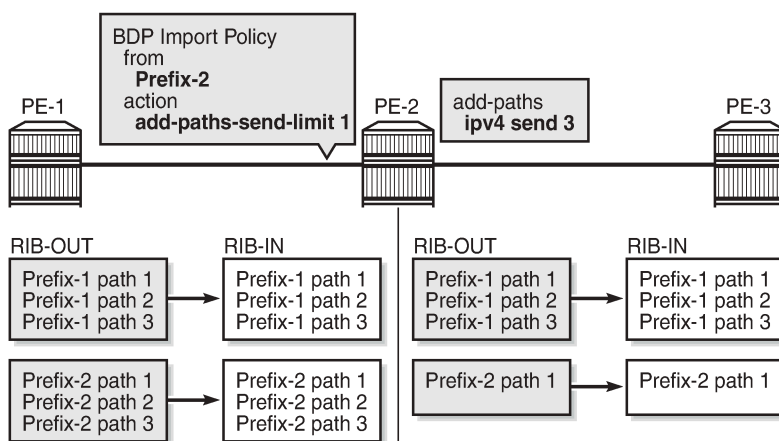 BDP Import Policy
from
Prefix-2
action
add-paths-send-limit 1
PE-1
PE-2
add-paths
ipv4 send 3
PE-3
RIB-OUT
RIB-IN
Prefix-1 path 1
Prefix-1 path 2
Prefix-1 path 3
Prefix-1 path 1
Prefix-1 path 2
Prefix-1 path 3
Prefix-2 path 1
Prefix-2 path 2
Prefix-2 path 3
Prefix-2 path 1
Prefix-2 path 2
Prefix-2 path 3
RIB-OUT
RIB-IN
Prefix-1 path 1
Prefix-1 path 2
Prefix-1 path 3
Prefix-1 path 1
Prefix-1 path 2
Prefix-1 path 3
Prefix-2 path 1
Prefix-2 path 1